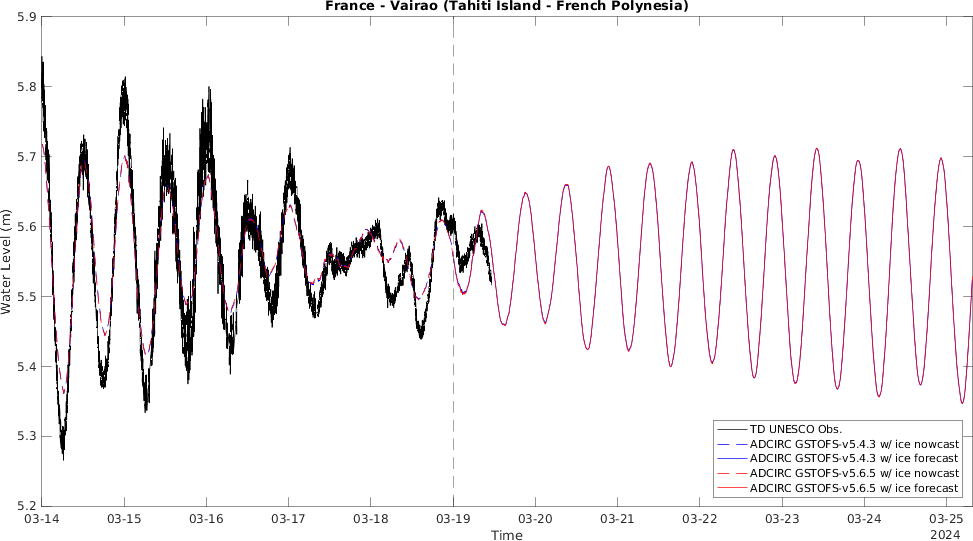 France - Vairao (Tahiti Island - French Polynesia)
5.9
5.8
5.7
5.6
5.5
5.4
5.3
5.2
Water Level (m)
TD UNESCO Obs.
ADCIRC GSTOFS-v5.4.3 w/ ice nowcast
ADCIRC GSTOFS-v5.4.3 w/ ice forecast
ADCIRC GSTOFS-v5.6.5 w/ ice nowcast
ADCIRC GSTOFS-v5.6.5 w/ ice forecast
03-14 03-15 03-16 03-17 03-18 03-19 03-20 03-21 03-22 03-23 03-24 03-25
Time 2024